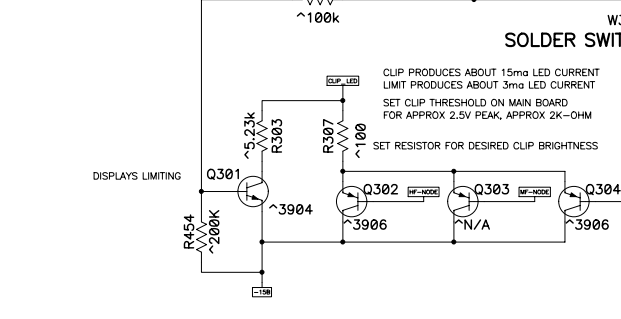 ^100k
W3
SOLDER SWIT
CLIP_LED
CLIP PRODUCES ABOUT 15ma LED CURRENT
LIMIT PRODUCES ABOUT 3ma LED CURRENT
SET CLIP THRESHOLD ON MAIN BOARD
FOR APPROX 2.5V PEAK, APPROX 2K-OHM
^5.23k
R303
R307
^100
SET RESISTOR FOR DESIRED CLIP BRIGHTNESS
DISPLAYS LIMITING
Q301
^3904
Q302
HF-NODE
^3906
Q303
MF-NODE
^N/A
Q304
^3906
R454
^200K
-15B